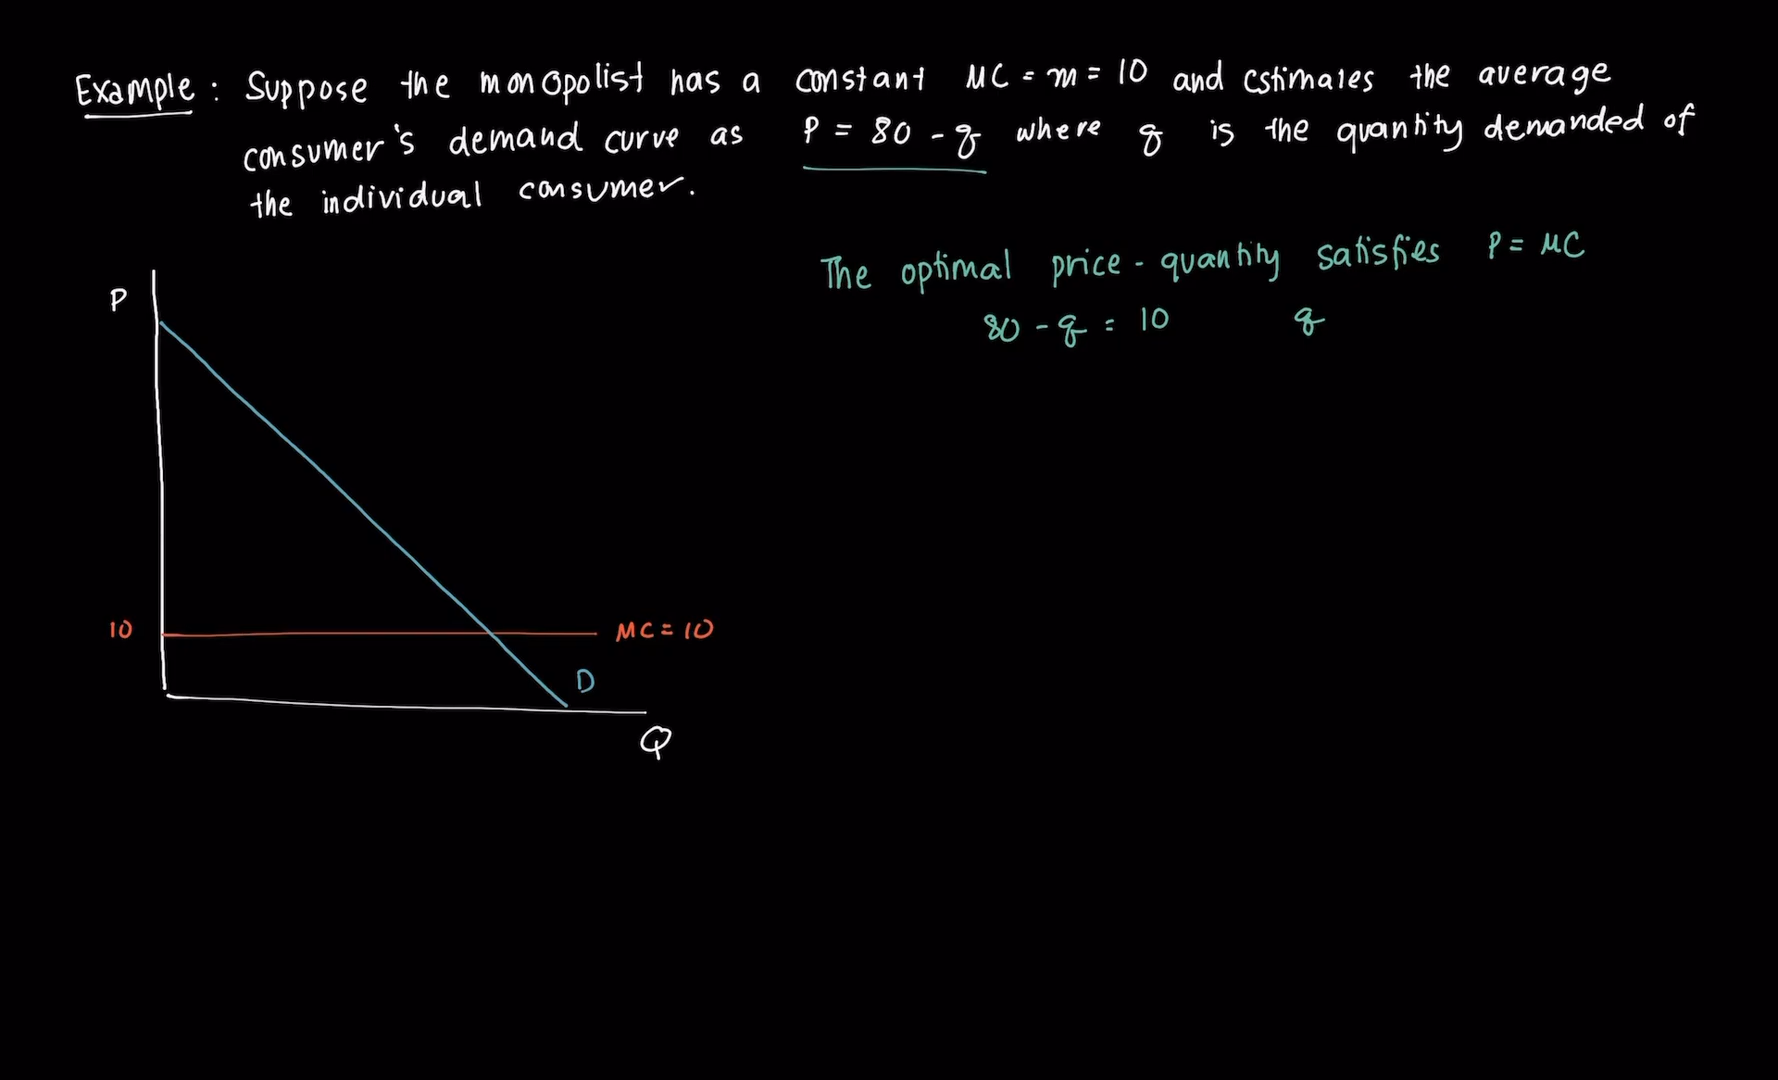 Example : Suppose the monopolist has a constant MC = m = 10 and estimates the average
consumer's demand curve as P = 80 - q where q is the quantity demanded of
the individual consumer.
The optimal price - quantity satisfies P = MC
80 - q = 10 q
P
10
MC = 10
D
Q